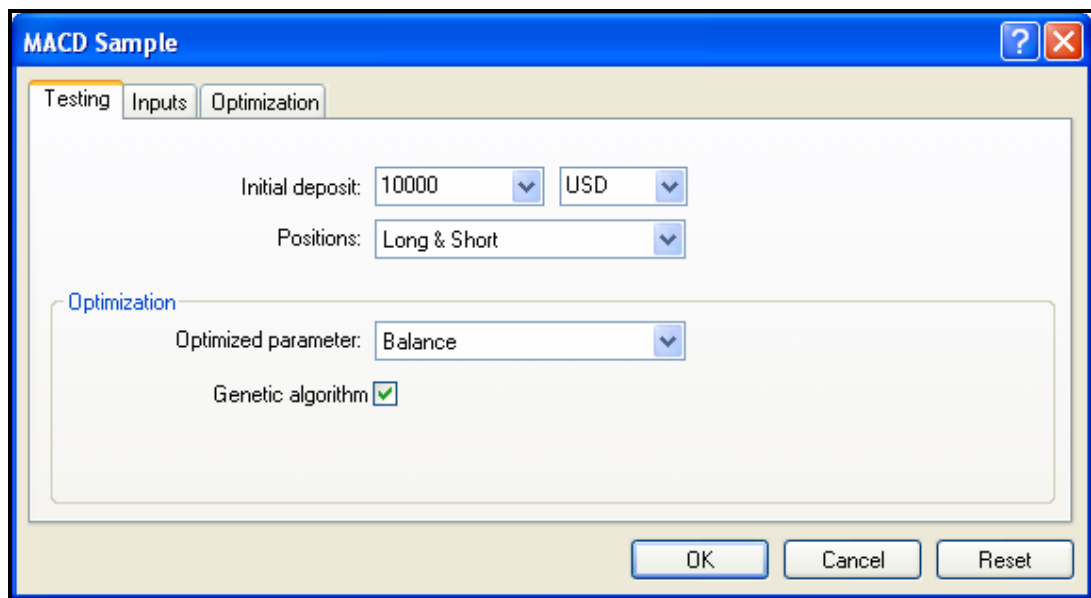 MACD Sample
Testing Inputs Optimization
Initial deposit: 10000 USD
Positions: Long & Short
Optimization
Optimized parameter: Balance
Genetic algorithm
OK Cancel Reset